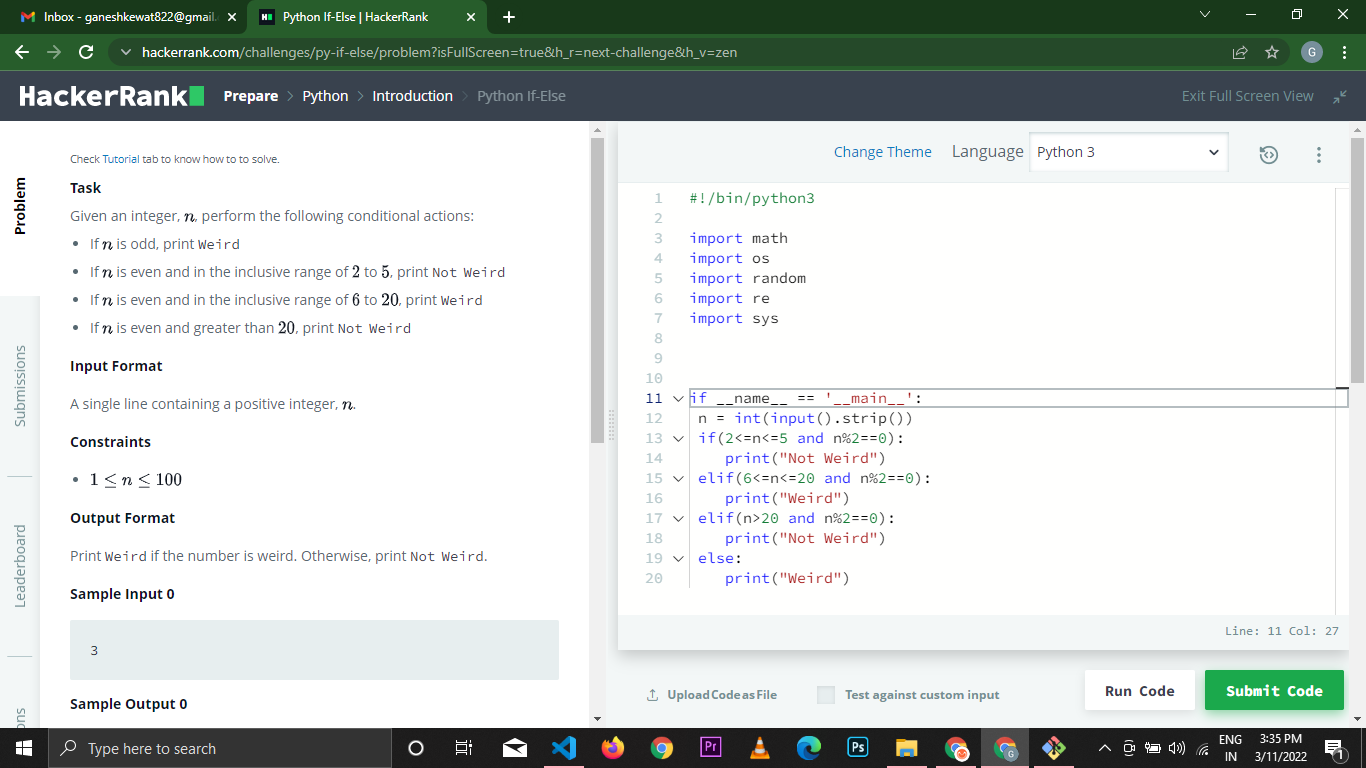 Inbox - ganeshkewat822@gmail.
Python If-Else | HackerRank
hackerrank.com/challenges/py-if-else/problem?isFullScreen=true&h_r=next-challenge&h_v=zen
G
HackerRank
Prepare > Python > Introduction > Python If-Else
Exit Full Screen View
Problem
Submissions
Leaderboard
Check Tutorial tab to know how to to solve.
Task
Given an integer, n, perform the following conditional actions:
• If n is odd, print Weird
• If n is even and in the inclusive range of 2 to 5, print Not Weird
• If n is even and in the inclusive range of 6 to 20, print Weird
• If n is even and greater than 20, print Not Weird
Input Format
A single line containing a positive integer, n.
Constraints
• 1 ≤ n ≤ 100
Output Format
Print Weird if the number is weird. Otherwise, print Not Weird.
Sample Input 0
3
Sample Output 0
Change Theme Language Python 3
1 #!/bin/python3
2
3 import math
4 import os
5 import random
6 import re
7 import sys
8
9
10
11 if __name__ == '__main__':
12 n = int(input().strip())
13 if(2<=n<=5 and n%2==0):
14 print("Not Weird")
15 elif(6<=n<=20 and n%2==0):
16 print("Weird")
17 elif(n>20 and n%2==0):
18 print("Not Weird")
19 else:
20 print("Weird")
Line: 11 Col: 27
Upload Code as File
Test against custom input
Run Code
Submit Code
Type here to search
Pr
Ps
G
ENG
IN
3:35 PM
3/11/2022
1